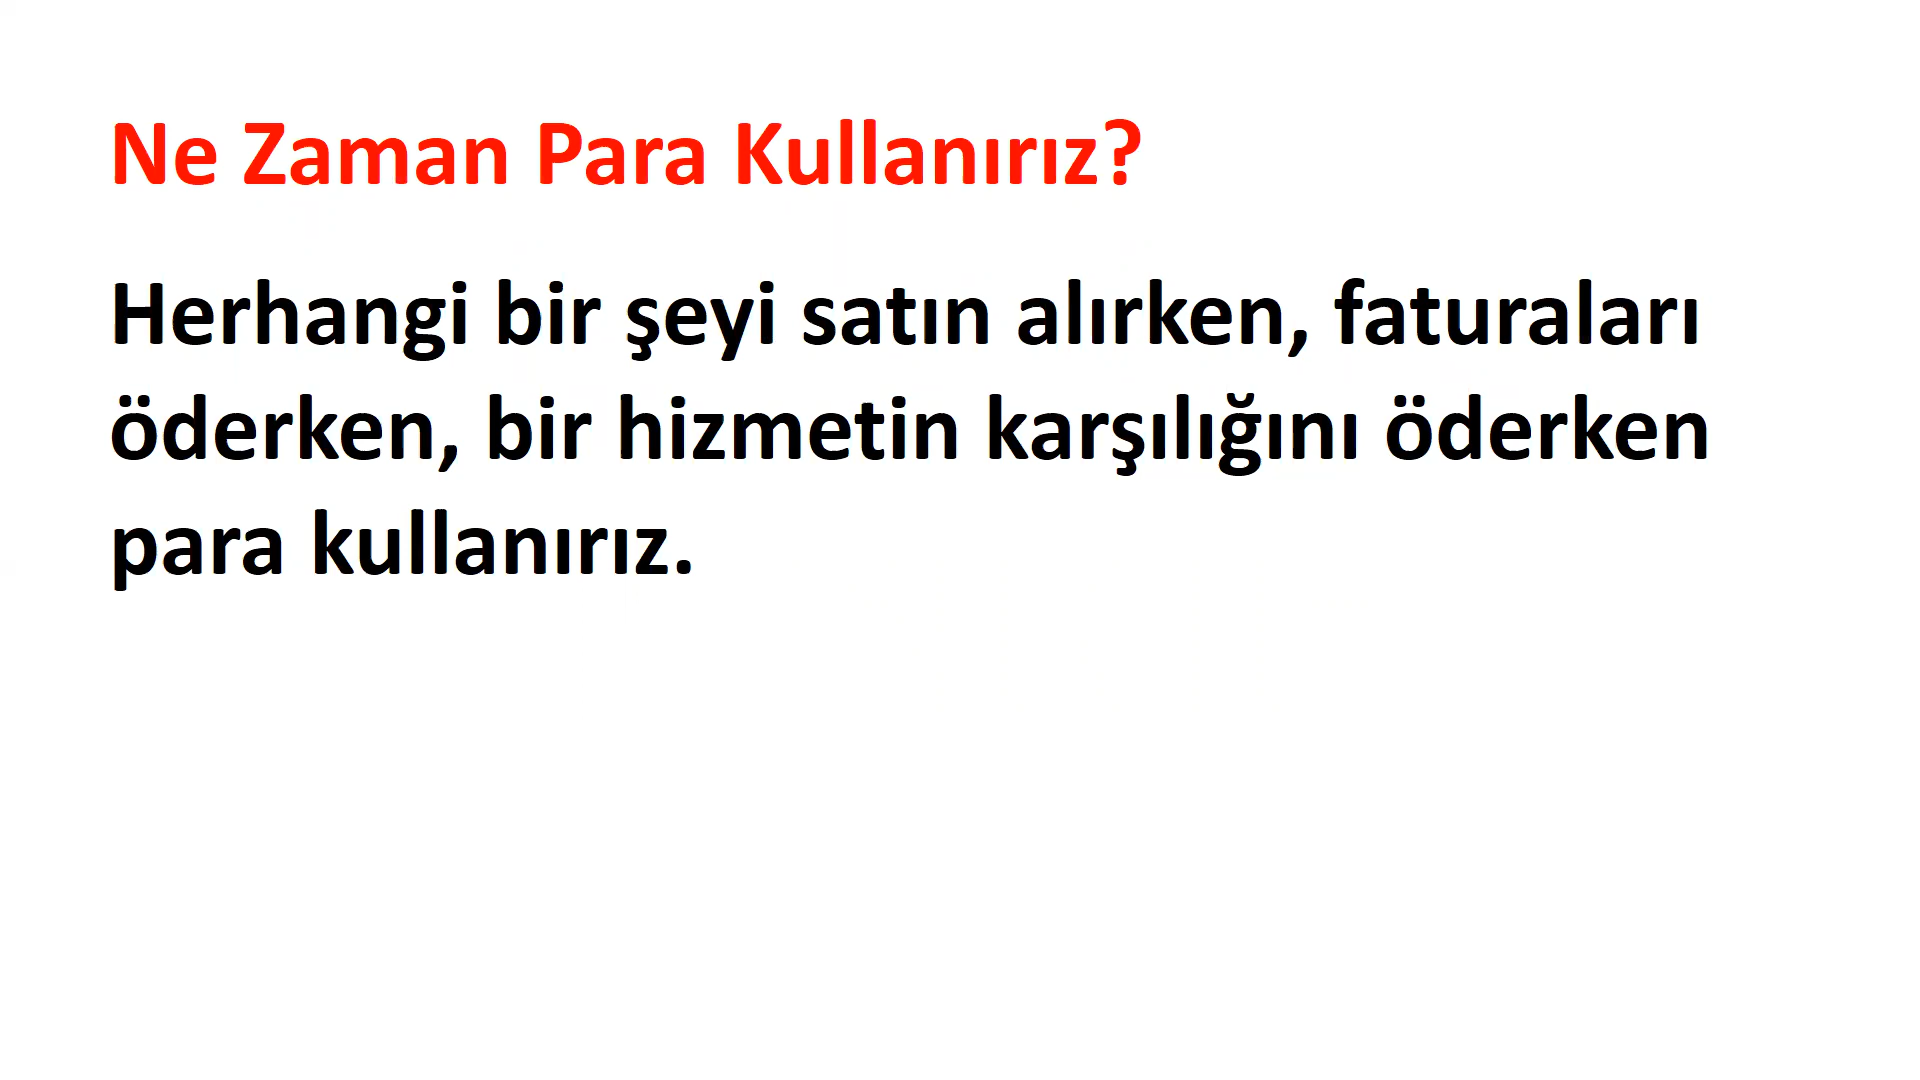 Ne Zaman Para Kullanırız?
Herhangi bir şeyi satın alırken, faturaları
öderken, bir hizmetin karşılığını öderken
para kullanırız.